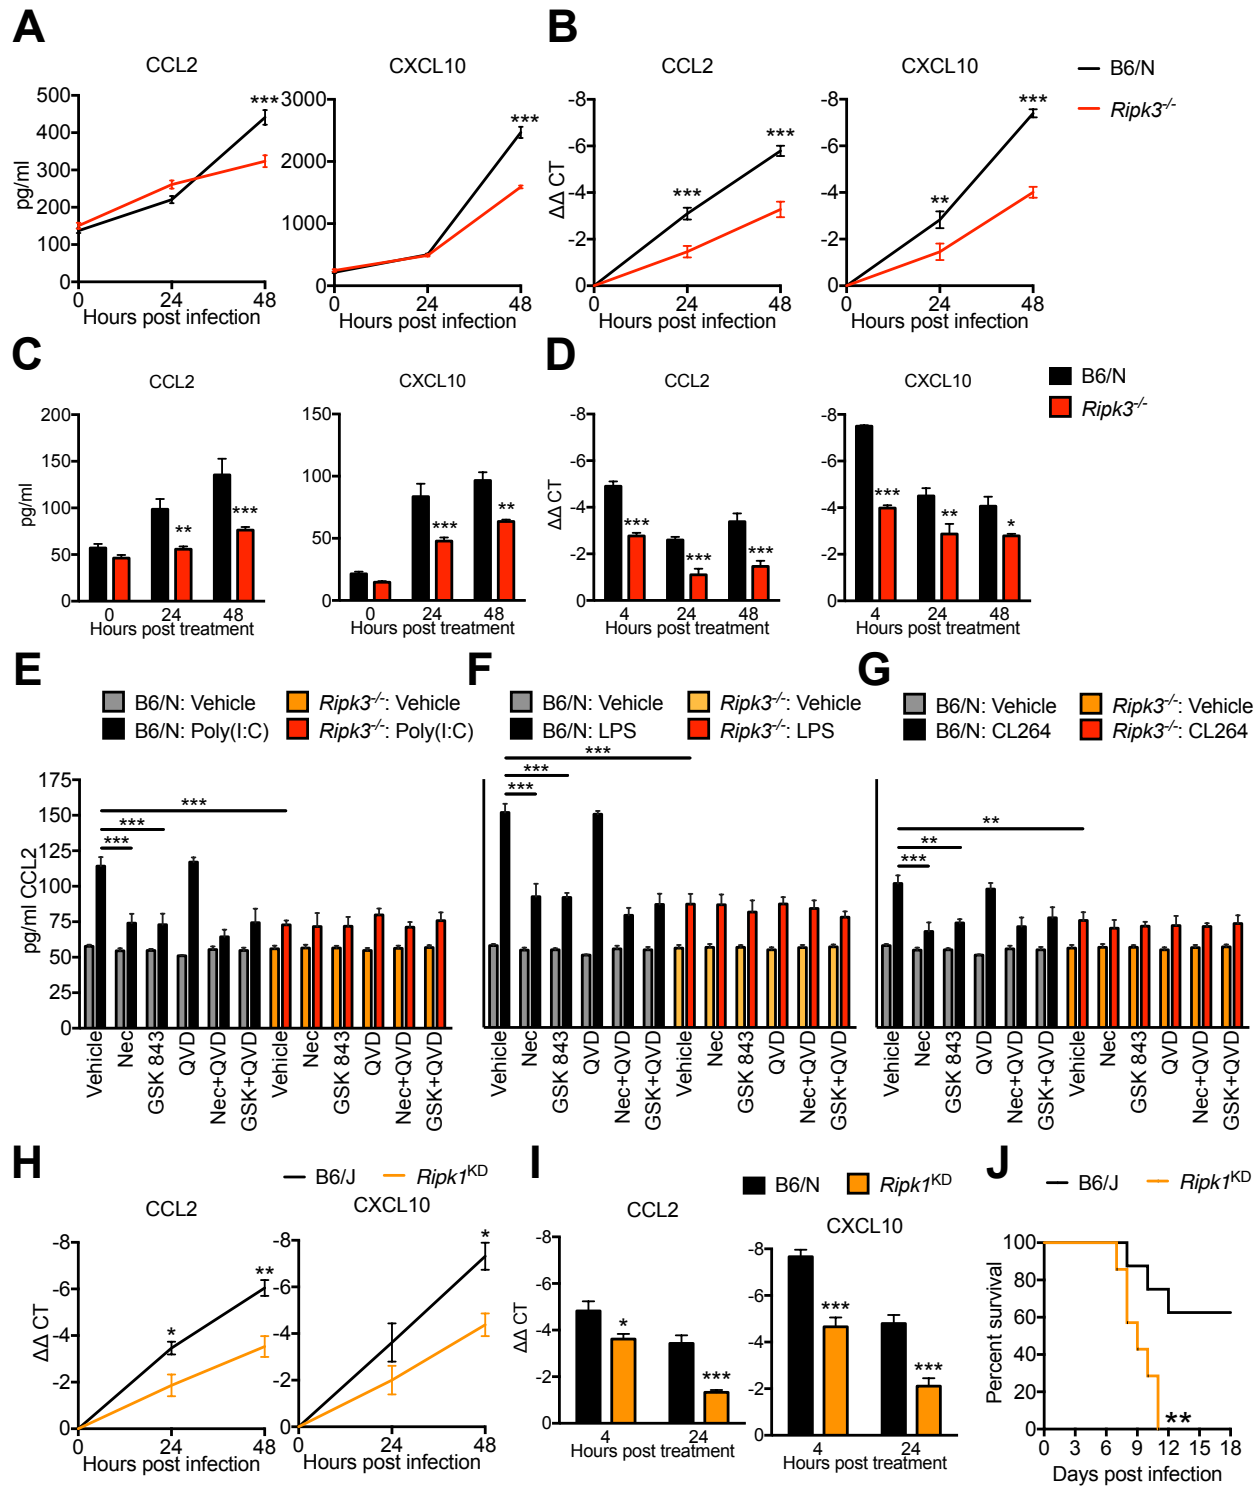 A
B
CCL2
CXCL10
CCL2
CXCL10
B6/N
Ripk3-/-
500
400
300
200
100
0
pg/ml
***
0
24
48
Hours post infection
3000
2000
1000
0
***
0
24
48
Hours post infection
-8
-6
-4
-2
0
ΔΔ CT
***
***
0
24
48
Hours post infection
-8
-6
-4
-2
0
**
***
0
24
48
Hours post infection
C
D
CCL2
CXCL10
CCL2
CXCL10
B6/N
Ripk3-/-
200
150
100
50
0
pg/ml
**
***
0
24
48
Hours post treatment
150
100
50
0
***
**
0
24
48
Hours post treatment
-8
-6
-4
-2
0
ΔΔ CT
***
***
***
4
24
48
Hours post treatment
-8
-6
-4
-2
0
***
**
*
4
24
48
Hours post treatment
E
B6/N: Vehicle
Ripk3-/-: Vehicle
B6/N: Poly(I:C)
Ripk3-/-: Poly(I:C)
175
150
125
100
75
50
25
0
pg/ml CCL2
***
***
***
Vehicle
Nec
GSK 843
QVD
Nec+QVD
GSK+QVD
Vehicle
Nec
GSK 843
QVD
Nec+QVD
GSK+QVD
F
B6/N: Vehicle
Ripk3-/-: Vehicle
B6/N: LPS
Ripk3-/-: LPS
***
***
***
Vehicle
Nec
GSK 843
QVD
Nec+QVD
GSK+QVD
Vehicle
Nec
GSK 843
QVD
Nec+QVD
GSK+QVD
G
B6/N: Vehicle
Ripk3-/-: Vehicle
B6/N: CL264
Ripk3-/-: CL264
**
**
***
Vehicle
Nec
GSK 843
QVD
Nec+QVD
GSK+QVD
Vehicle
Nec
GSK 843
QVD
Nec+QVD
GSK+QVD
H
B6/J
Ripk1KD
CCL2
CXCL10
-8
-6
-4
-2
0
ΔΔ CT
*
**
0
24
48
Hours post infection
-8
-6
-4
-2
0
*
0
24
48
Hours post infection
I
B6/N
Ripk1KD
CCL2
CXCL10
-8
-6
-4
-2
0
ΔΔ CT
*
***
4
24
Hours post treatment
-8
-6
-4
-2
0
***
***
4
24
Hours post treatment
J
B6/J
Ripk1KD
100
80
60
40
20
0
Percent survival
**
0
3
6
9
12
15
18
Days post infection